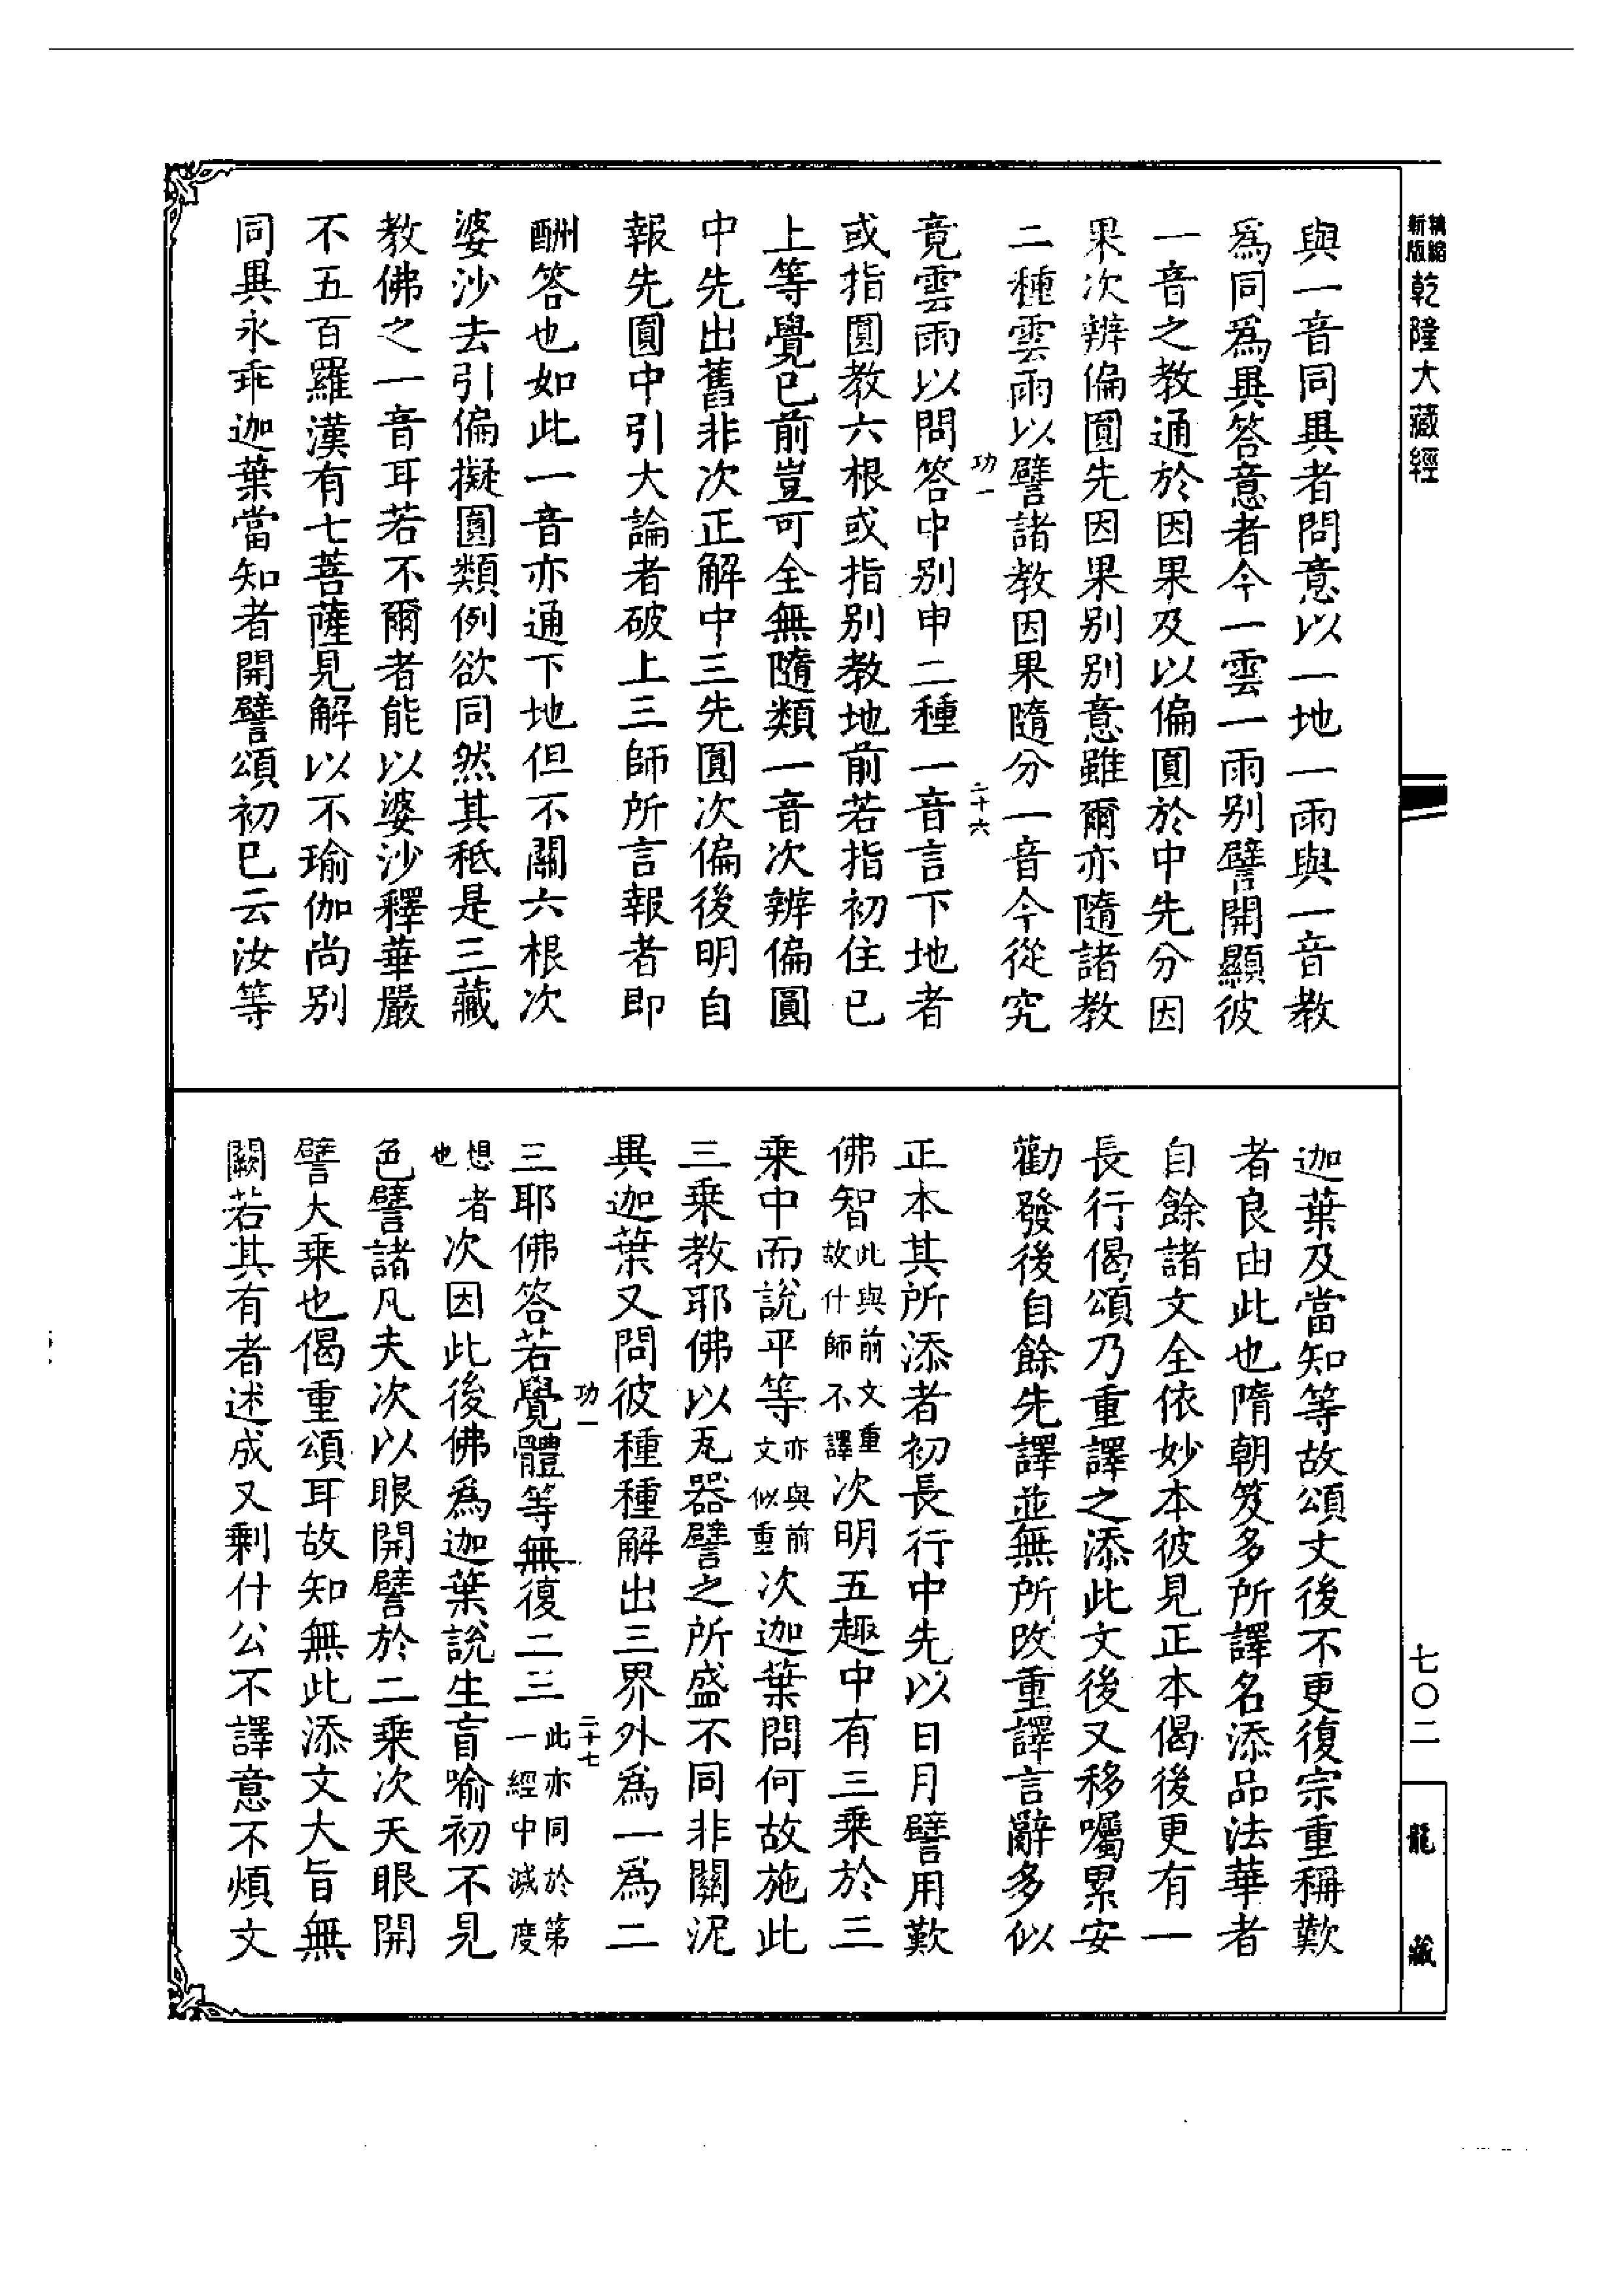 精縮新版乾隆大藏經
與一音同異者問意以一地一雨與一音教
爲同爲異答意者今一雲一雨別譬開顯彼
一音之教通於因果及以偏圓於中先分因
果次辨偏圓先因果別別意雖爾亦隨諸教
二種雲雨以譬諸教因果隨分一音今從究
功一
二十六
竟雲雨以問答中別申二種一音言下地者
或指圓教六根或指別教地前若指初住已
上等覺已前豈可全無隨類一音次辨偏圓
中先出舊非次正解中三先圓次偏後明自
報先圓中引大論者破上三師所言報者即
酬答也如此一音亦通下地但不關六根次
婆沙去引偏擬圓類例欲同然其秪是三藏
教佛之一音耳若不爾者能以婆沙釋華嚴
不五百羅漢有七菩薩見解以不瑜伽尚別
同異永乖迦葉當知者開譬頌初已云汝等
迦葉及當知等故頌文後不更復宗重稱歎
者良由此也隋朝笈多所譯名添品法華者
自餘諸文全依妙本彼見正本偈後更有一
長行偈頌乃重譯之添此文後又移囑累安
勸發後自餘先譯並無所改重譯言辭多似
正本其所添者初長行中先以日月譬用歎
佛智此與前文重故什師不譯次明五趣中有三乘於三
乘中而說平等亦與前文似重次迦葉問何故施此
三乘教耶佛以瓦器譬之所盛不同非關泥
異迦葉又問彼種種解出三界外爲一爲二
功一
二十七
三耶佛答若覺體等無復二三此亦同於第一經中滅度
想也者次因此後佛爲迦葉說生盲喻初不見
色譬諸凡夫次以眼開譬於二乘次天眼開
譬大乘也偈重頌耳故知無此添文大旨無
闕若其有者述成又剩什公不譯意不煩文
七〇二
龍藏